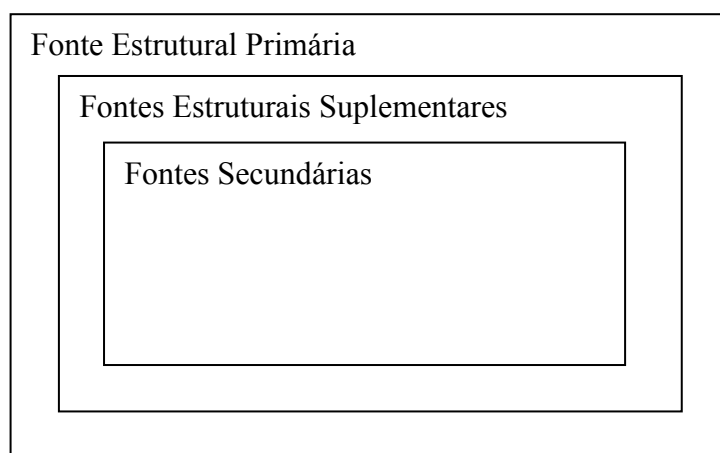 Fonte Estrutural Primária
Fontes Estruturais Suplementares
Fontes Secundárias